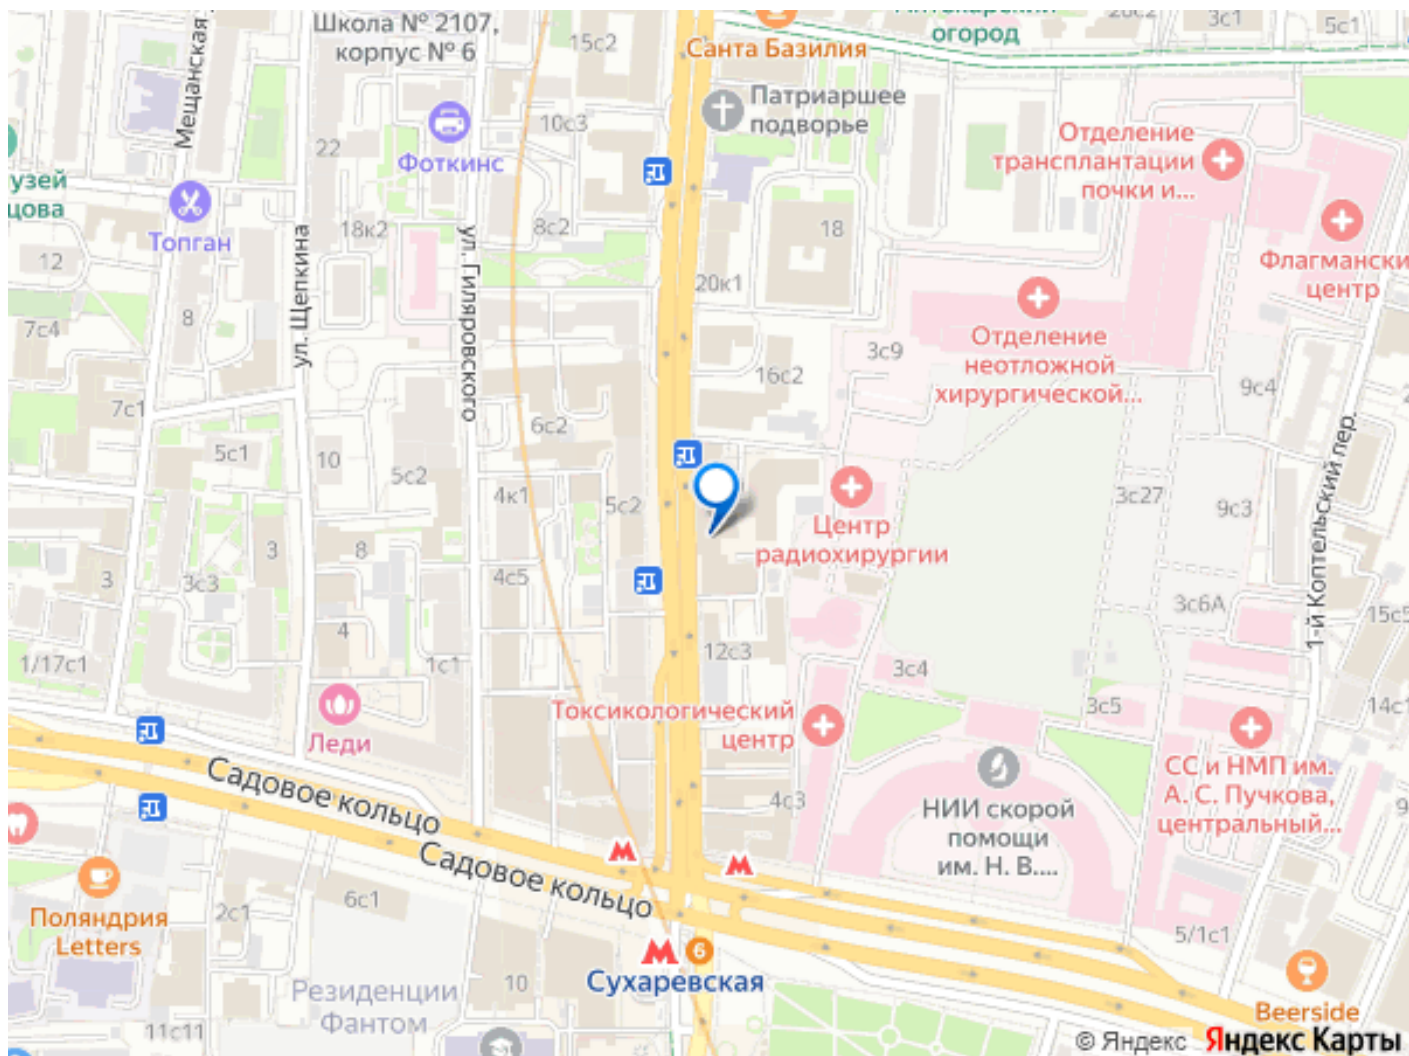 Школа № 2107,
корпус № 6
15с2
Санта Базилия
огород
3с1
5с1
Мещанская
Патриаршее
подворье
10с3
22
Фоткинс
Отделение
трансплантации
почки и...
узей
цова
Топган
18к2
8с2
18
12
ул. Щепкина
ул. Гиляровского
20к1
Флагмански
центр
7с4
8
Отделение
неотложной
хирургической...
3с9
16с2
9с4
7с1
6с2
5с1
10
5с2
4к1
5с2
Центр
радиохирургии
3с27
9с3
1-й Коптельский пер.
3
8
3
3с3
4с5
3с6А
15с5
4
1/17с1
1с1
12с3
3с4
Леди
Токсикологический
центр
3с5
14с1
Садовое кольцо
4с3
НИИ скорой
помощи
им. Н. В....
СС и НМП им.
А. С. Пучкова,
центральный...
9
Садовое кольцо
Поляндрия
Letters
2с1
6с1
5/1с1
6
Сухаревская
Резиденции
Фантом
10
11с11
Beerside
© Яндекс Яндекс Карты